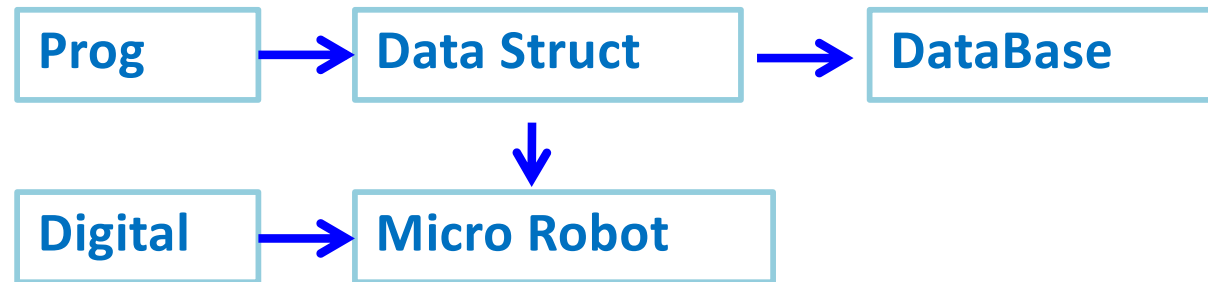 Prog
Data Struct
DataBase
Digital
Micro Robot